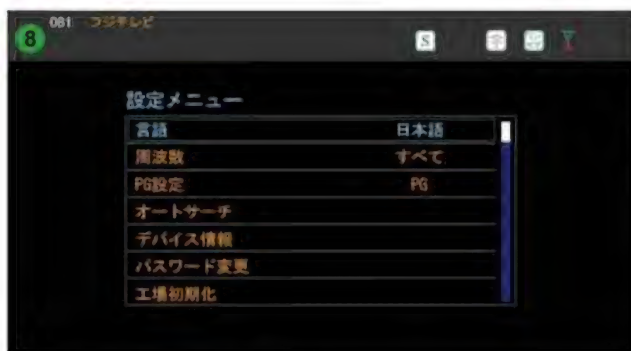 8
081 フジテレビ
S 字
設定メニュー
言語 日本語
周波数 すべて
PG設定 PG
オートサーチ
デバイス情報
パスワード変更
工場初期化